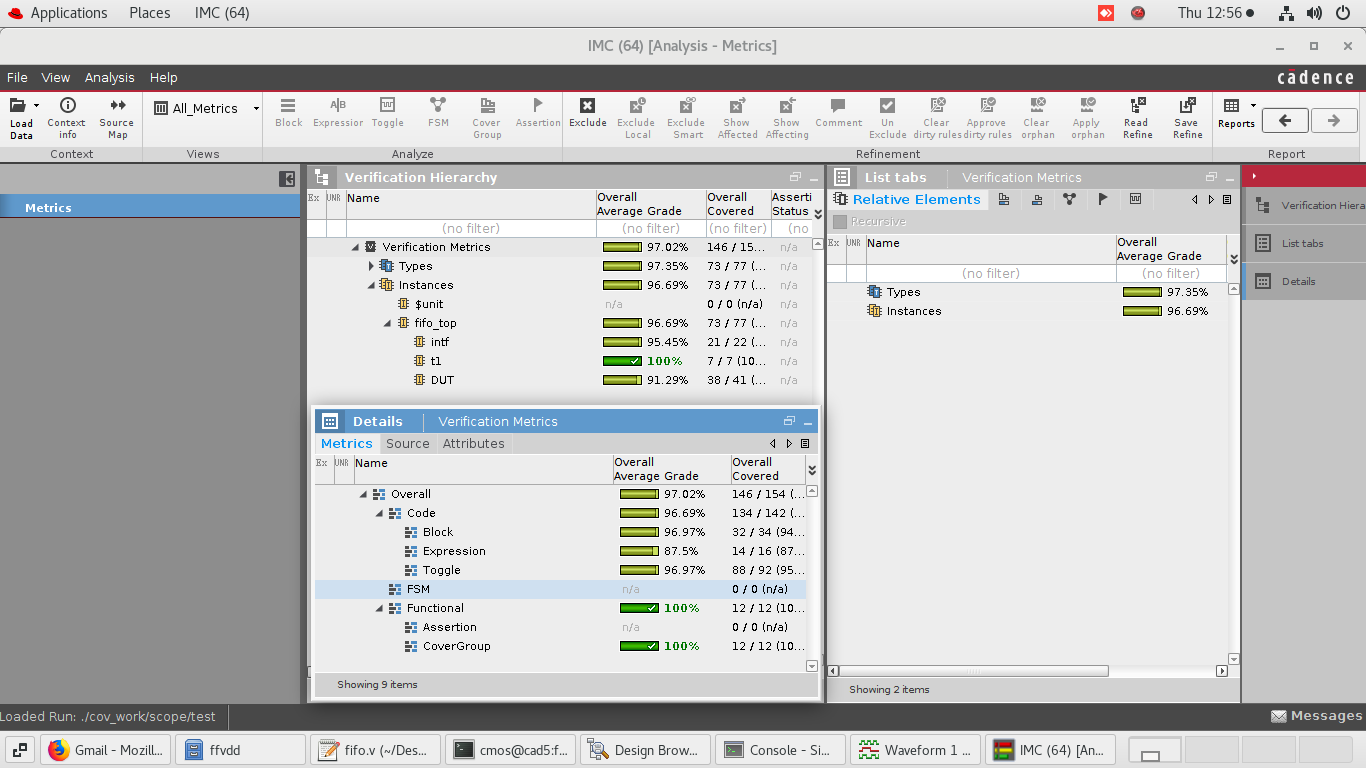 Applications Places IMC (64) Thu 12:56
IMC (64) [Analysis - Metrics]
File View Analysis Help cādence
Load Data Context info Source Map All_Metrics Block Expression Toggle FSM Cover Group Assertion Exclude Exclude Local Exclude Smart Show Affected Show Affecting Comment Un Exclude Clear dirty rules Approve dirty rules Clear orphan Apply orphan Read Refine Save Refine Reports
Context Views Analyze Refinement Report
Metrics
Verification Hierarchy
Ex UNR Name Overall Average Grade Overall Covered Asserti Status
(no filter) (no filter) (no filter) (no
Verification Metrics 97.02% 146 / 15... n/a
Types 97.35% 73 / 77 (... n/a
Instances 96.69% 73 / 77 (... n/a
$unit n/a 0 / 0 (n/a) n/a
fifo_top 96.69% 73 / 77 (... n/a
intf 95.45% 21 / 22 (... n/a
t1 100% 7 / 7 (10... n/a
DUT 91.29% 38 / 41 (... n/a
Details Verification Metrics
Metrics Source Attributes
Ex UNR Name Overall Average Grade Overall Covered
Overall 97.02% 146 / 154 (...
Code 96.69% 134 / 142 (...
Block 96.97% 32 / 34 (94...
Expression 87.5% 14 / 16 (87...
Toggle 96.97% 88 / 92 (95...
FSM n/a 0 / 0 (n/a)
Functional 100% 12 / 12 (10...
Assertion n/a 0 / 0 (n/a)
CoverGroup 100% 12 / 12 (10...
Showing 9 items
List tabs Verification Metrics
Relative Elements
Recursive
Ex UNR Name Overall Average Grade
(no filter) (no filter)
Types 97.35%
Instances 96.69%
Showing 2 items
Verification Hiera
List tabs
Details
Loaded Run: ./cov_work/scope/test Messages
Gmail - Mozill... ffvdd fifo.v (~/Des... cmos@cad5:f... Design Brow... Console - Si... Waveform 1 ... IMC (64) [An...